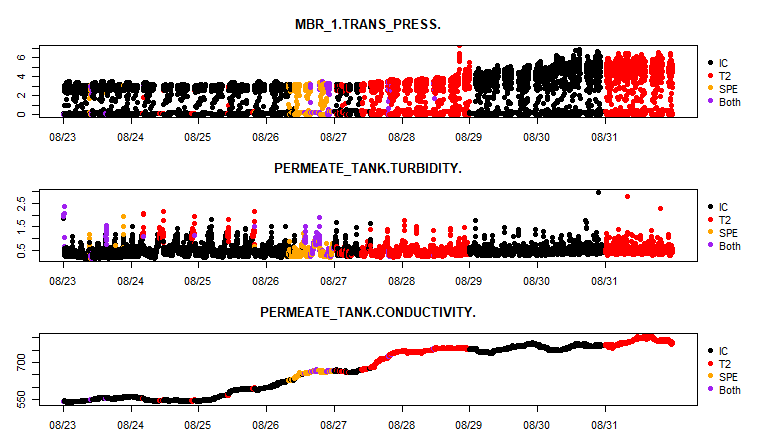 MBR_1.TRANS_PRESS.
0 2 4 6
08/23 08/24 08/25 08/26 08/27 08/28 08/29 08/30 08/31
IC
T2
SPE
Both
PERMEATE_TANK.TURBIDITY.
0.5 1.5 2.5
08/23 08/24 08/25 08/26 08/27 08/28 08/29 08/30 08/31
IC
T2
SPE
Both
PERMEATE_TANK.CONDUCTIVITY.
550 700
08/23 08/24 08/25 08/26 08/27 08/28 08/29 08/30 08/31
IC
T2
SPE
Both